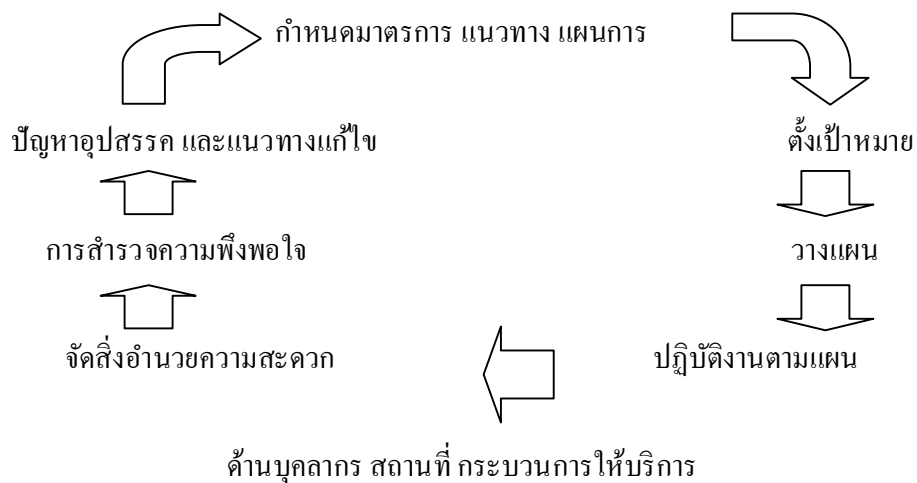 กำหนดมาตรการ แนวทาง แผนการ
ปัญหาอุปสรรค และแนวทางแก้ไข
ตั้งเป้าหมาย
การสำรวจความพึงพอใจ
วางแผน
จัดสิ่งอำนวยความสะดวก
ปฏิบัติงานตามแผน
ด้านบุคลากร สถานที่ กระบวนการให้บริการ